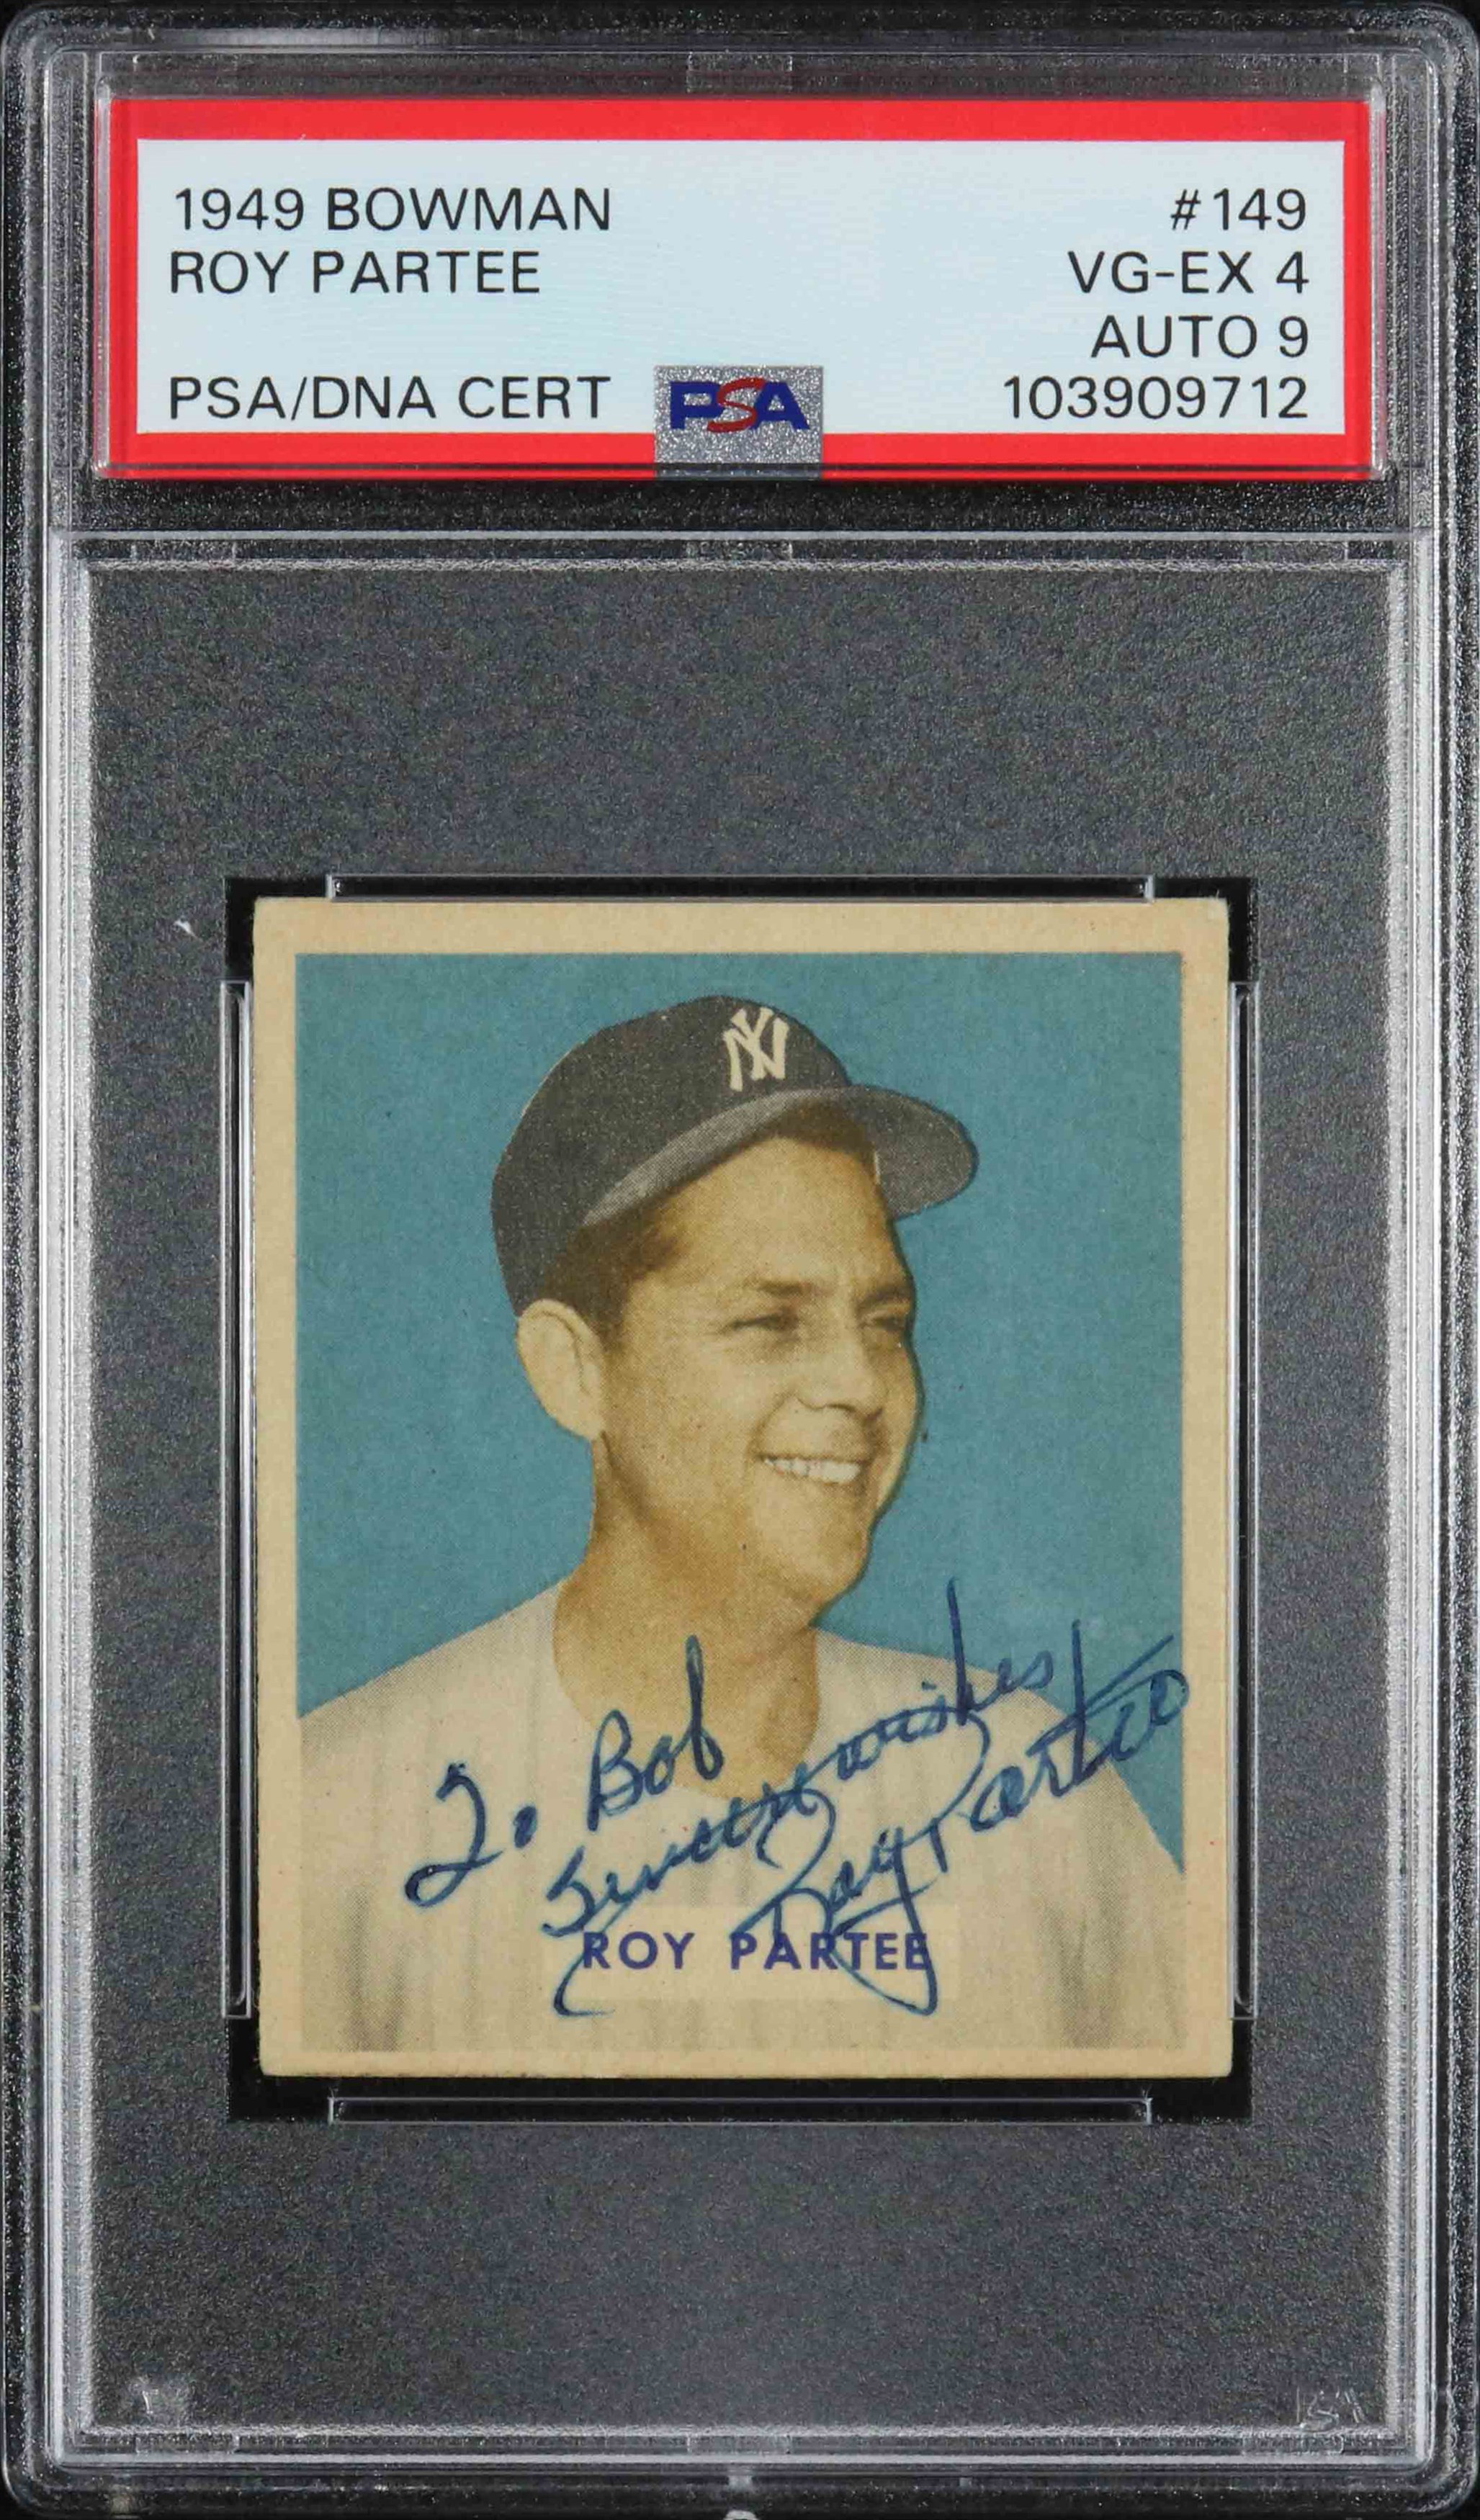 1949 BOWMAN #149
ROY PARTEE VG-EX 4
AUTO 9
PSA/DNA CERT PSA 103909712
NY
To Bob
Sincere wishes
Roy Partee
ROY PARTEE